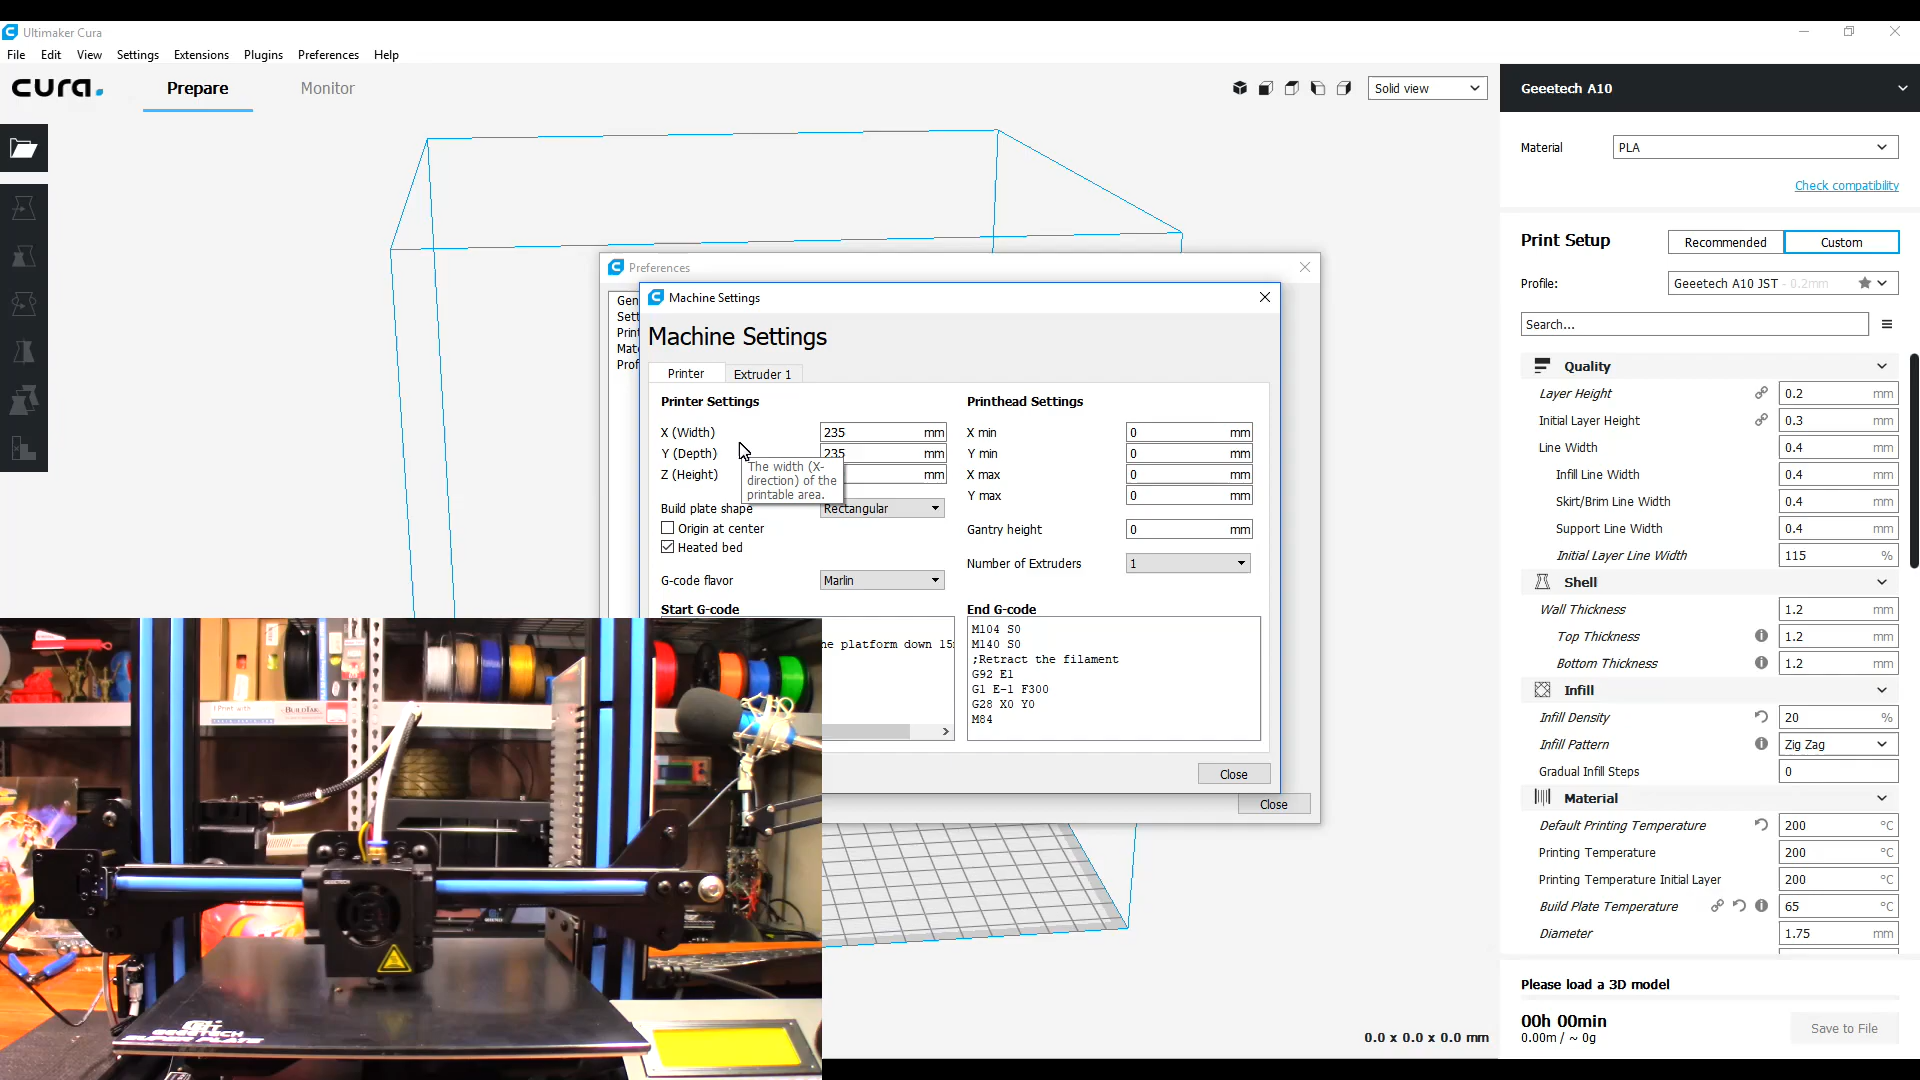 Ultimaker Cura
File Edit View Settings Extensions Plugins Preferences Help
cura. Prepare Monitor Solid view Geeetech A10
Material PLA
Check compatibility
Print Setup Recommended Custom
Profile: Geeetech A10 JST - 0.2mm
Search...
Quality
Layer Height 0.2 mm
Initial Layer Height 0.3 mm
Line Width 0.4 mm
Infill Line Width 0.4 mm
Skirt/Brim Line Width 0.4 mm
Support Line Width 0.4 mm
Initial Layer Line Width 115 %
Shell
Wall Thickness 1.2 mm
Top Thickness 1.2 mm
Bottom Thickness 1.2 mm
Infill
Infill Density 20 %
Infill Pattern Zig Zag
Gradual Infill Steps 0
Material
Default Printing Temperature 200 °C
Printing Temperature 200 °C
Printing Temperature Initial Layer 200 °C
Build Plate Temperature 65 °C
Diameter 1.75 mm
Please load a 3D model
00h 00min
0.00m / ~ 0g
Save to File
0.0 x 0.0 x 0.0 mm
Preferences
Gen
Sett
Print
Mate
Prof
Machine Settings
Machine Settings
Printer Extruder 1
Printer Settings
X (Width) 235 mm
Y (Depth) 235 mm
Z (Height) mm
The width (X-
direction) of the
printable area.
Build plate shape Rectangular
Origin at center
Heated bed
G-code flavor Marlin
Start G-code
he platform down 15
Printhead Settings
X min 0 mm
Y min 0 mm
X max 0 mm
Y max 0 mm
Gantry height 0 mm
Number of Extruders 1
End G-code
M104 S0
M140 S0
;Retract the filament
G92 E1
G1 E-1 F300
G28 X0 Y0
M84
Close
Close
GEEETECH
SUPER PLATE